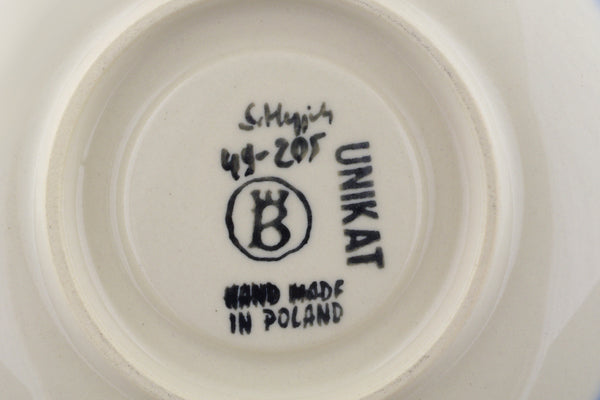 49-205
UNIKAT
B
HAND MADE
IN POLAND